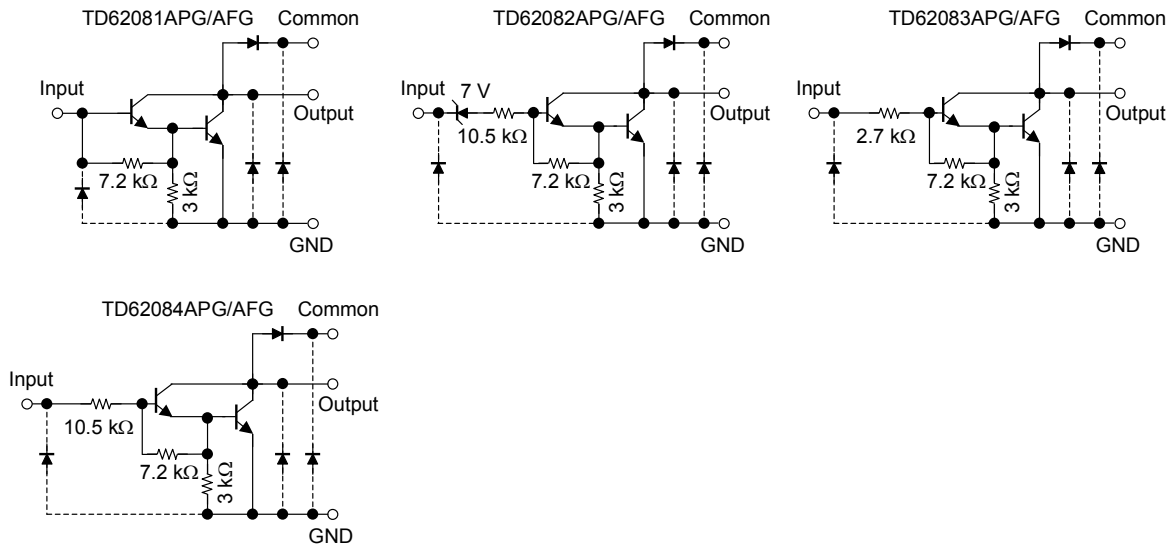 TD62081APG/AFG Common
Input
Output
7.2 kΩ
3 kΩ
GND
TD62082APG/AFG Common
Input
7 V
10.5 kΩ
Output
7.2 kΩ
3 kΩ
GND
TD62083APG/AFG Common
Input
2.7 kΩ
Output
7.2 kΩ
3 kΩ
GND
TD62084APG/AFG Common
Input
10.5 kΩ
Output
7.2 kΩ
3 kΩ
GND